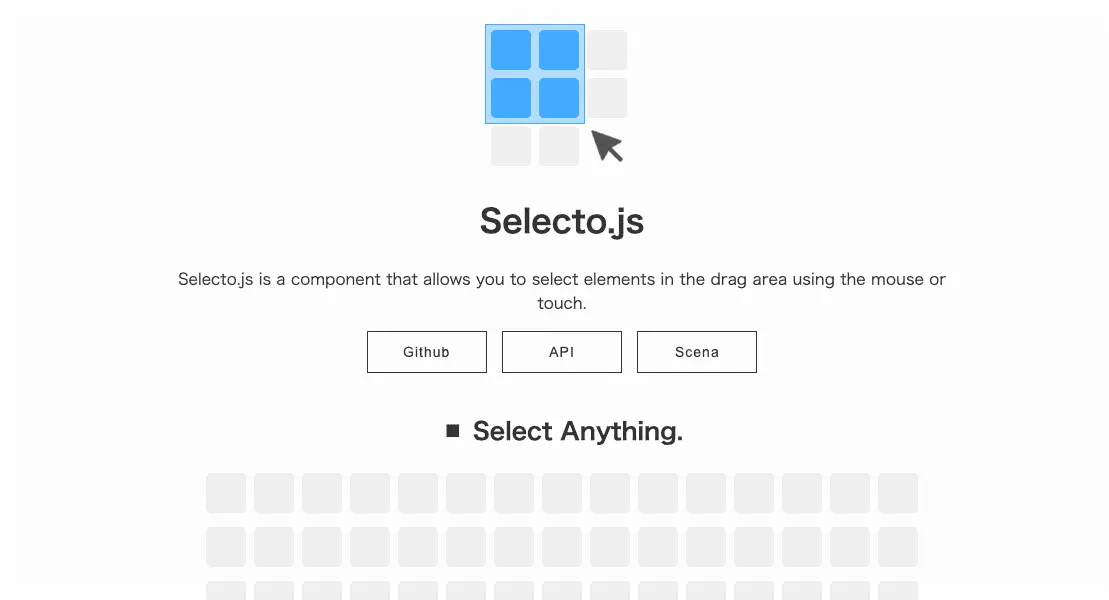 Selecto.js
Selecto.js is a component that allows you to select elements in the drag area using the mouse or
touch.
Github
API
Scena
■ Select Anything.